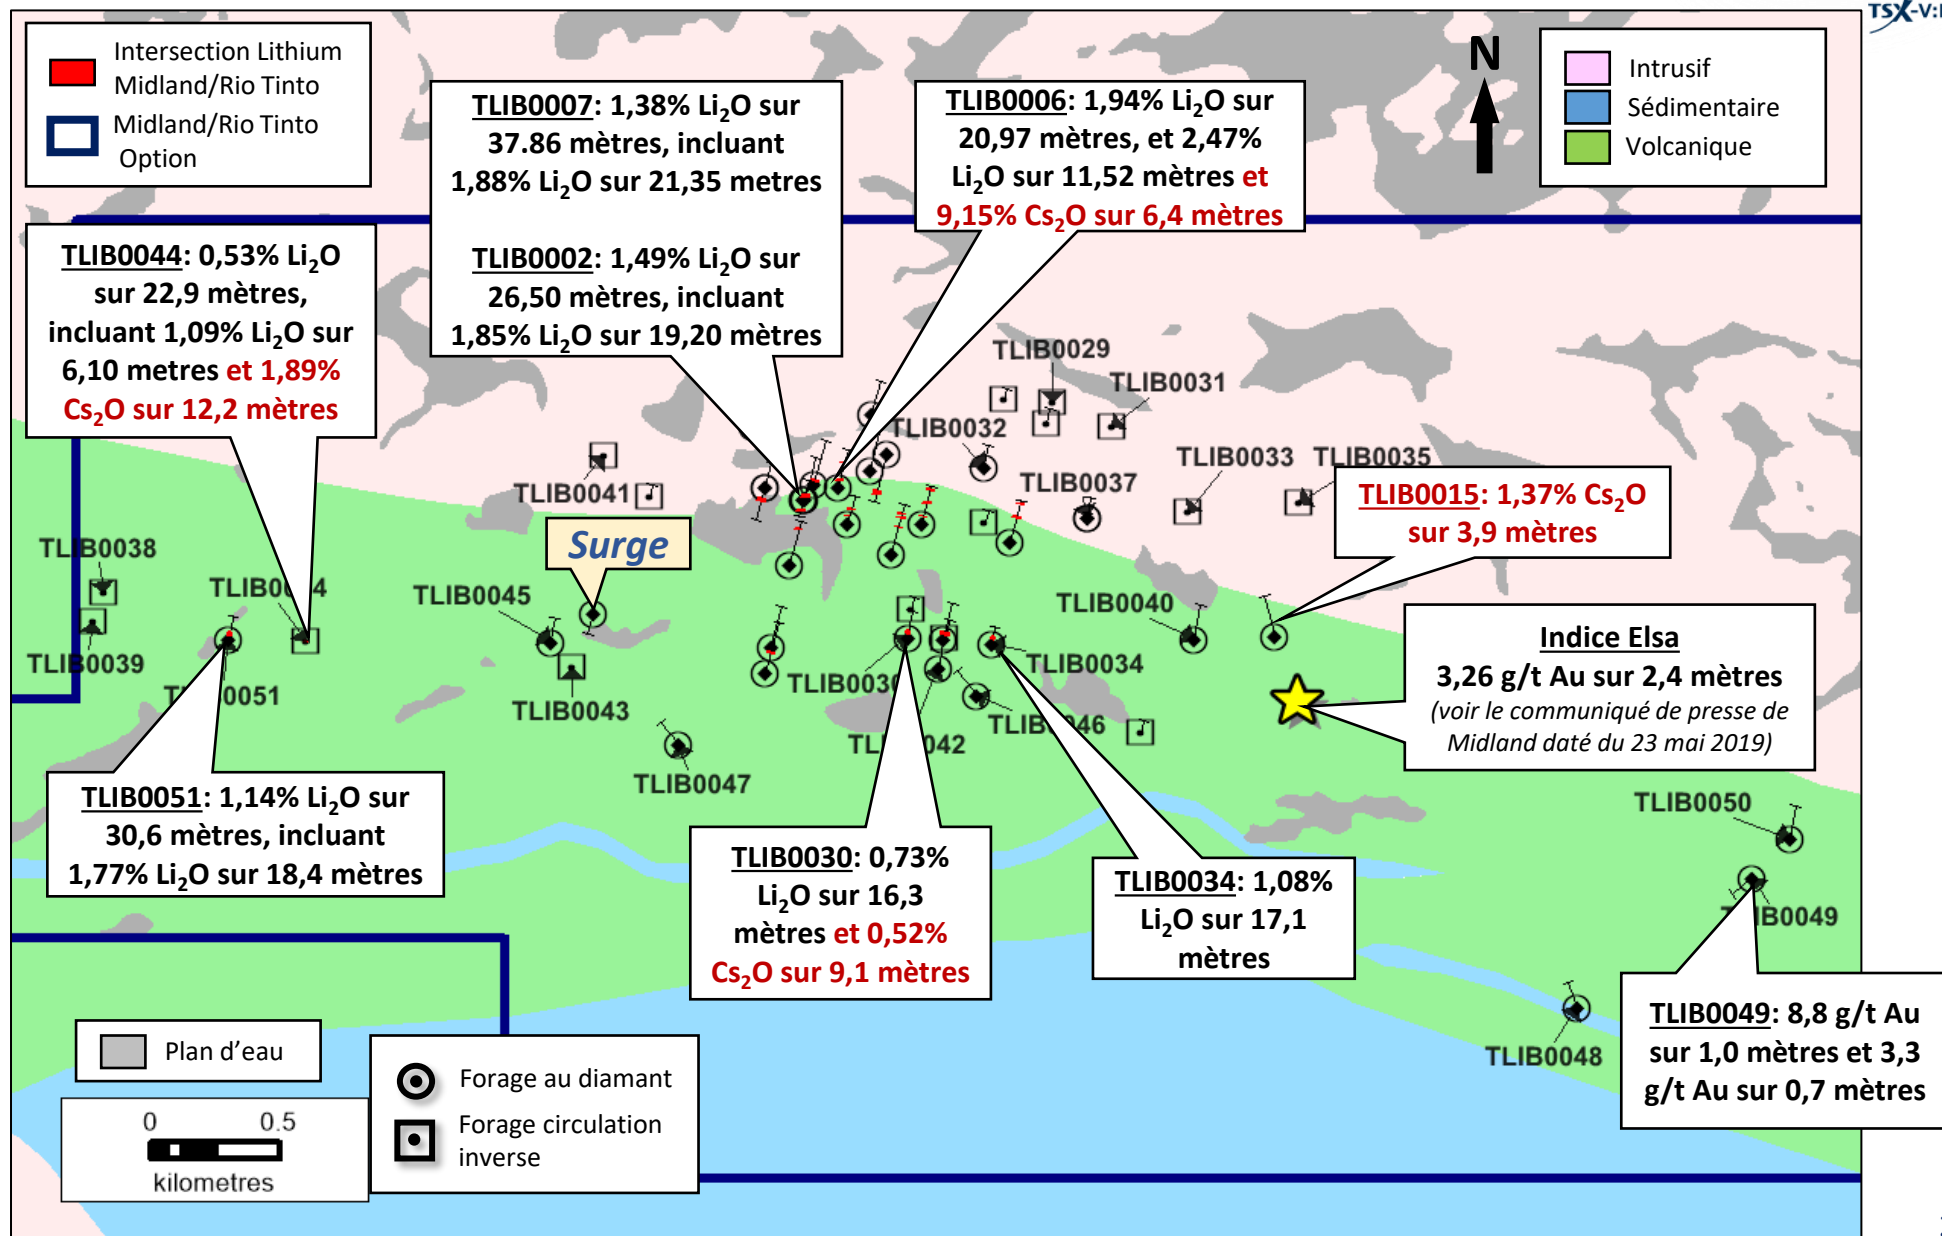 TSX-V:
Intersection Lithium
Midland/Rio Tinto
Midland/Rio Tinto
Option
TLIB0007: 1,38% Li₂O sur
37.86 mètres, incluant
1,88% Li₂O sur 21,35 metres
TLIB0002: 1,49% Li₂O sur
26,50 mètres, incluant
1,85% Li₂O sur 19,20 mètres
TLIB0006: 1,94% Li₂O sur
20,97 mètres, et 2,47%
Li₂O sur 11,52 mètres et
9,15% Cs₂O sur 6,4 mètres
N
Intrusif
Sédimentaire
Volcanique
TLIB0044: 0,53% Li₂O
sur 22,9 mètres,
incluant 1,09% Li₂O sur
6,10 metres et 1,89%
Cs₂O sur 12,2 mètres
TLIB0029
TLIB0031
TLIB0032
TLIB0033
TLIB0035
TLIB0037
TLIB0041
TLIB0015: 1,37% Cs₂O
sur 3,9 mètres
Surge
TLIB0038
TLIB0045
TLIB0040
TLIB0039
TLIB0034
TLIB0043
TLIB0047
Indice Elsa
3,26 g/t Au sur 2,4 mètres
(voir le communiqué de presse de
Midland daté du 23 mai 2019)
TLIB0051: 1,14% Li₂O sur
30,6 mètres, incluant
1,77% Li₂O sur 18,4 mètres
TLIB0030: 0,73%
Li₂O sur 16,3
mètres et 0,52%
Cs₂O sur 9,1 mètres
TLIB0034: 1,08%
Li₂O sur 17,1
mètres
TLIB0050
TLIB0048
TLIB0049: 8,8 g/t Au
sur 1,0 mètres et 3,3
g/t Au sur 0,7 mètres
Plan d'eau
Forage au diamant
Forage circulation
inverse
0 0.5
kilometres